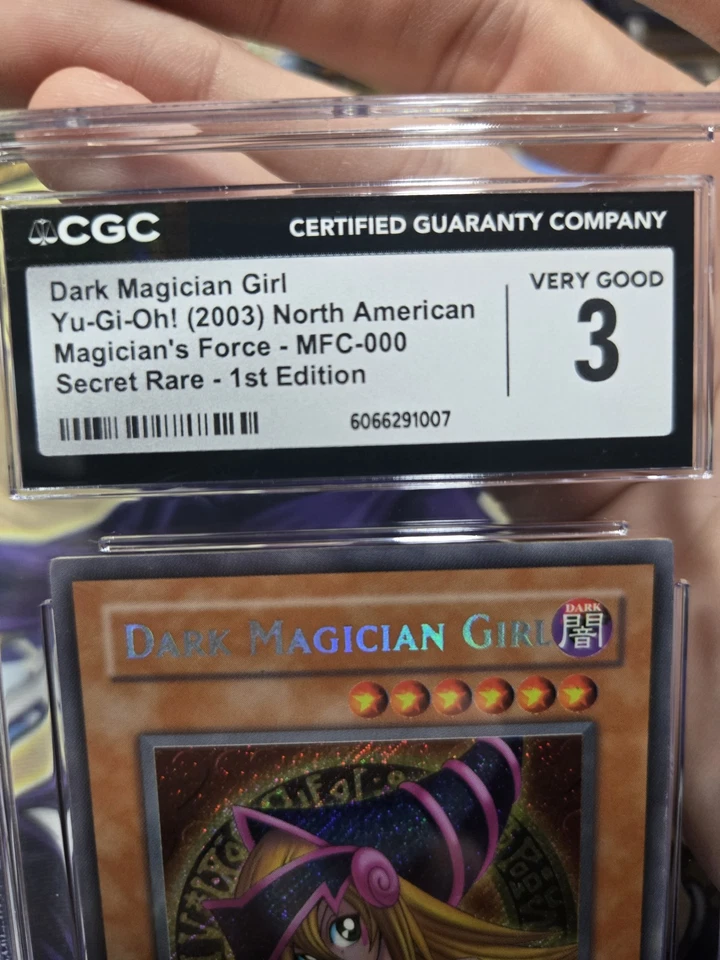 CGC CERTIFIED GUARANTY COMPANY
Dark Magician Girl
Yu-Gi-Oh! (2003) North American
Magician's Force - MFC-000
Secret Rare - 1st Edition
6066291007
VERY GOOD
3
DARK MAGICIAN GIRL
DARK
闇